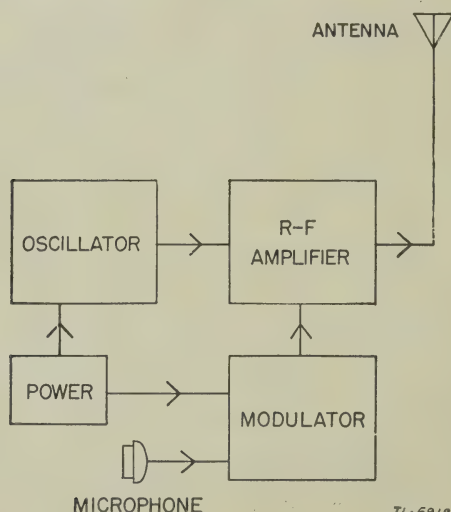 ANTENNA
OSCILLATOR
R-F
AMPLIFIER
POWER
MODULATOR
MICROPHONE